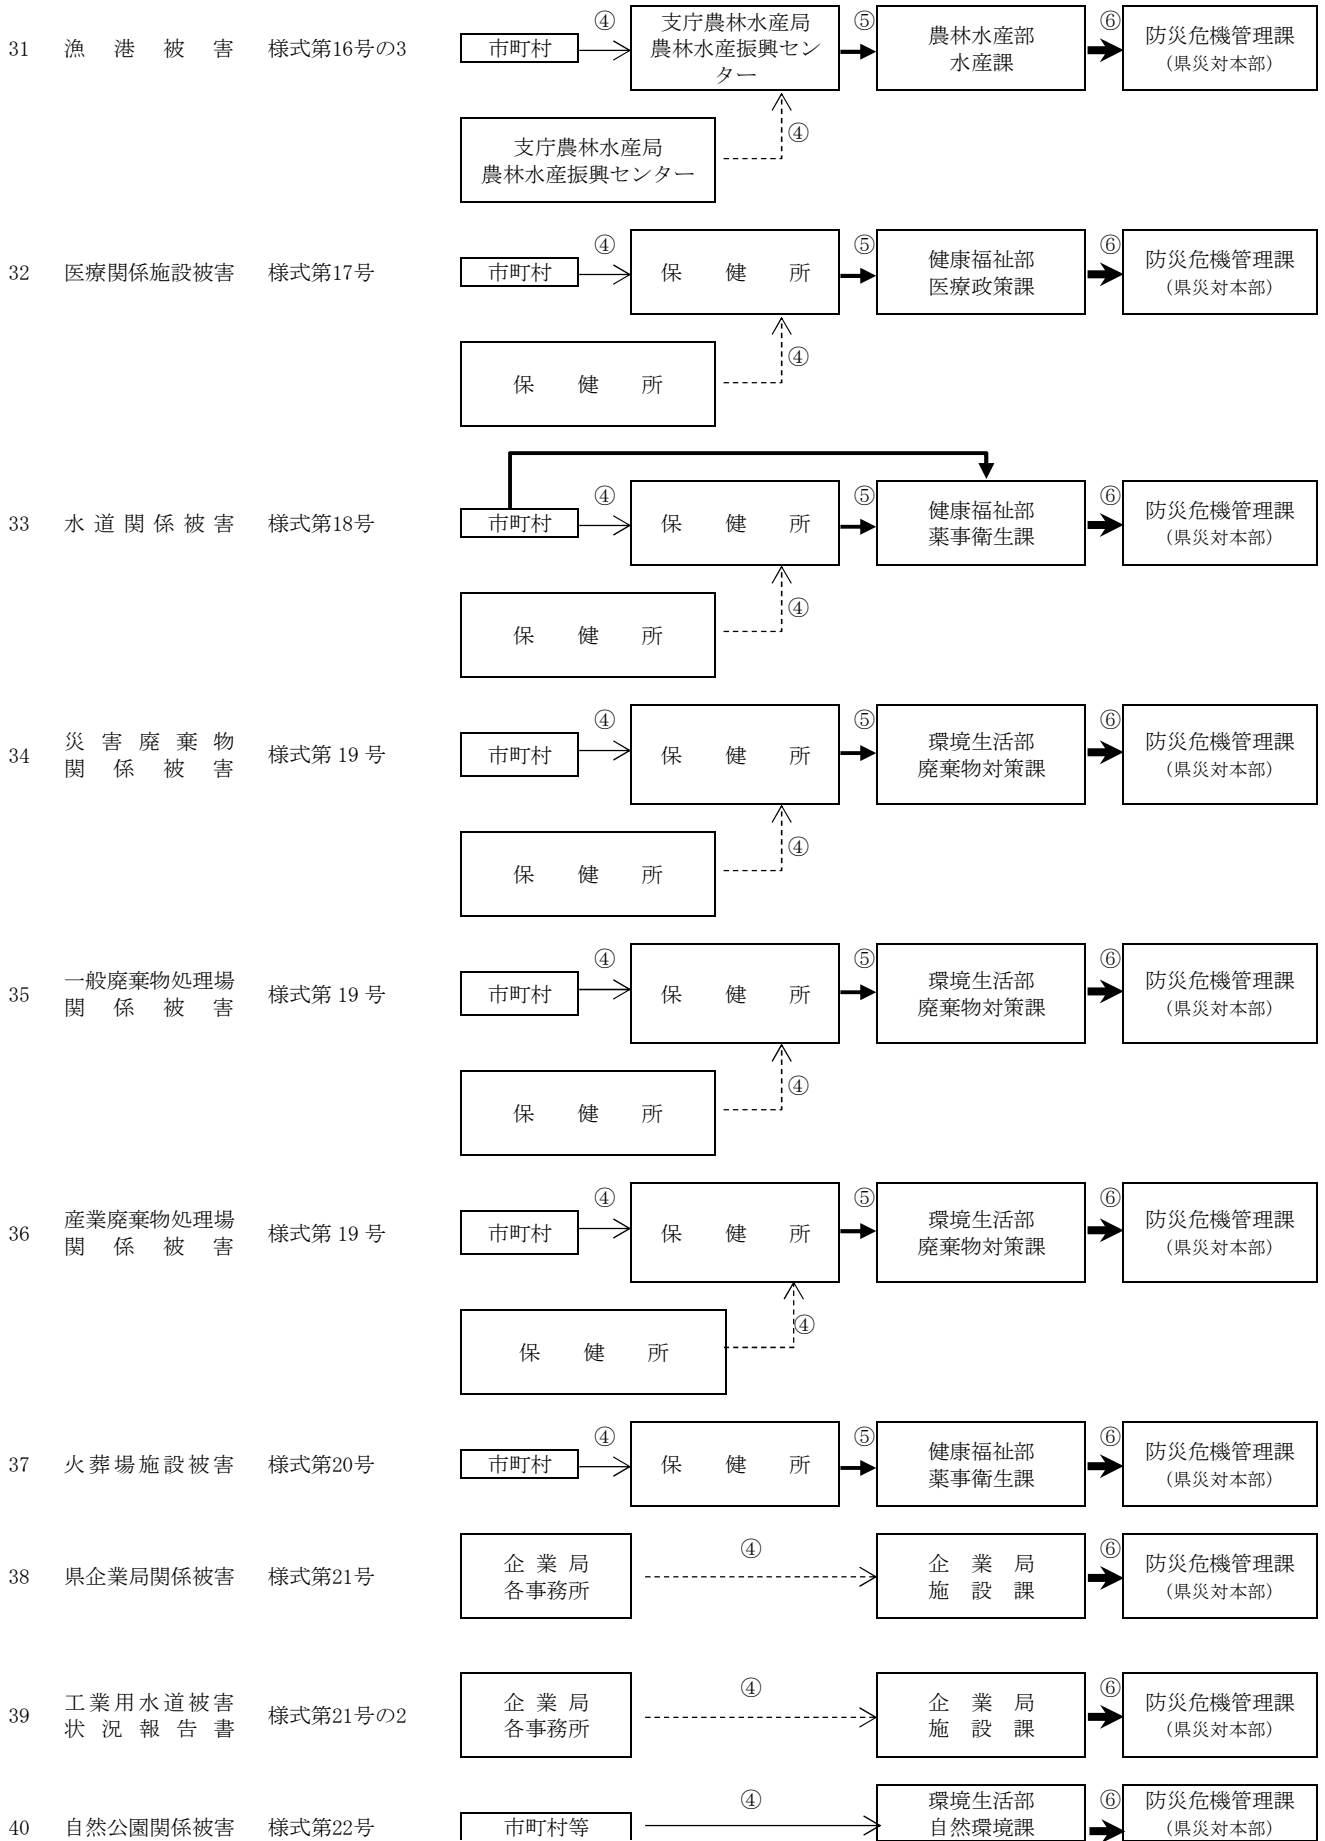 31 漁港被害 様式第16号の3
④ ⑤ ⑥
市町村
支庁農林水産局
農林水産振興セン
ター
農林水産部
水産課
防災危機管理課
（県災対本部）
支庁農林水産局
農林水産振興センター
④
32 医療関係施設被害 様式第17号
④ ⑤ ⑥
市町村
保健所
健康福祉部
医療政策課
防災危機管理課
（県災対本部）
保健所
④
33 水道関係被害 様式第18号
④ ⑤ ⑥
市町村
保健所
健康福祉部
薬事衛生課
防災危機管理課
（県災対本部）
保健所
④
34 災害廃棄物
関係被害
様式第 19 号
④ ⑤ ⑥
市町村
保健所
環境生活部
廃棄物対策課
防災危機管理課
（県災対本部）
保健所
④
35 一般廃棄物処理場
関係被害
様式第 19 号
④ ⑤ ⑥
市町村
保健所
環境生活部
廃棄物対策課
防災危機管理課
（県災対本部）
保健所
④
36 産業廃棄物処理場
関係被害
様式第 19 号
④ ⑤ ⑥
市町村
保健所
環境生活部
廃棄物対策課
防災危機管理課
（県災対本部）
保健所
④
37 火葬場施設被害 様式第20号
④ ⑤ ⑥
市町村
保健所
健康福祉部
薬事衛生課
防災危機管理課
（県災対本部）
38 県企業局関係被害 様式第21号
企業局
各事務所
④ ⑥
企業局
施設課
防災危機管理課
（県災対本部）
39 工業用水道被害
状況報告書
様式第21号の2
企業局
各事務所
④ ⑥
企業局
施設課
防災危機管理課
（県災対本部）
40 自然公園関係被害 様式第22号
市町村等
④ ⑥
環境生活部
自然環境課
防災危機管理課
（県災対本部）